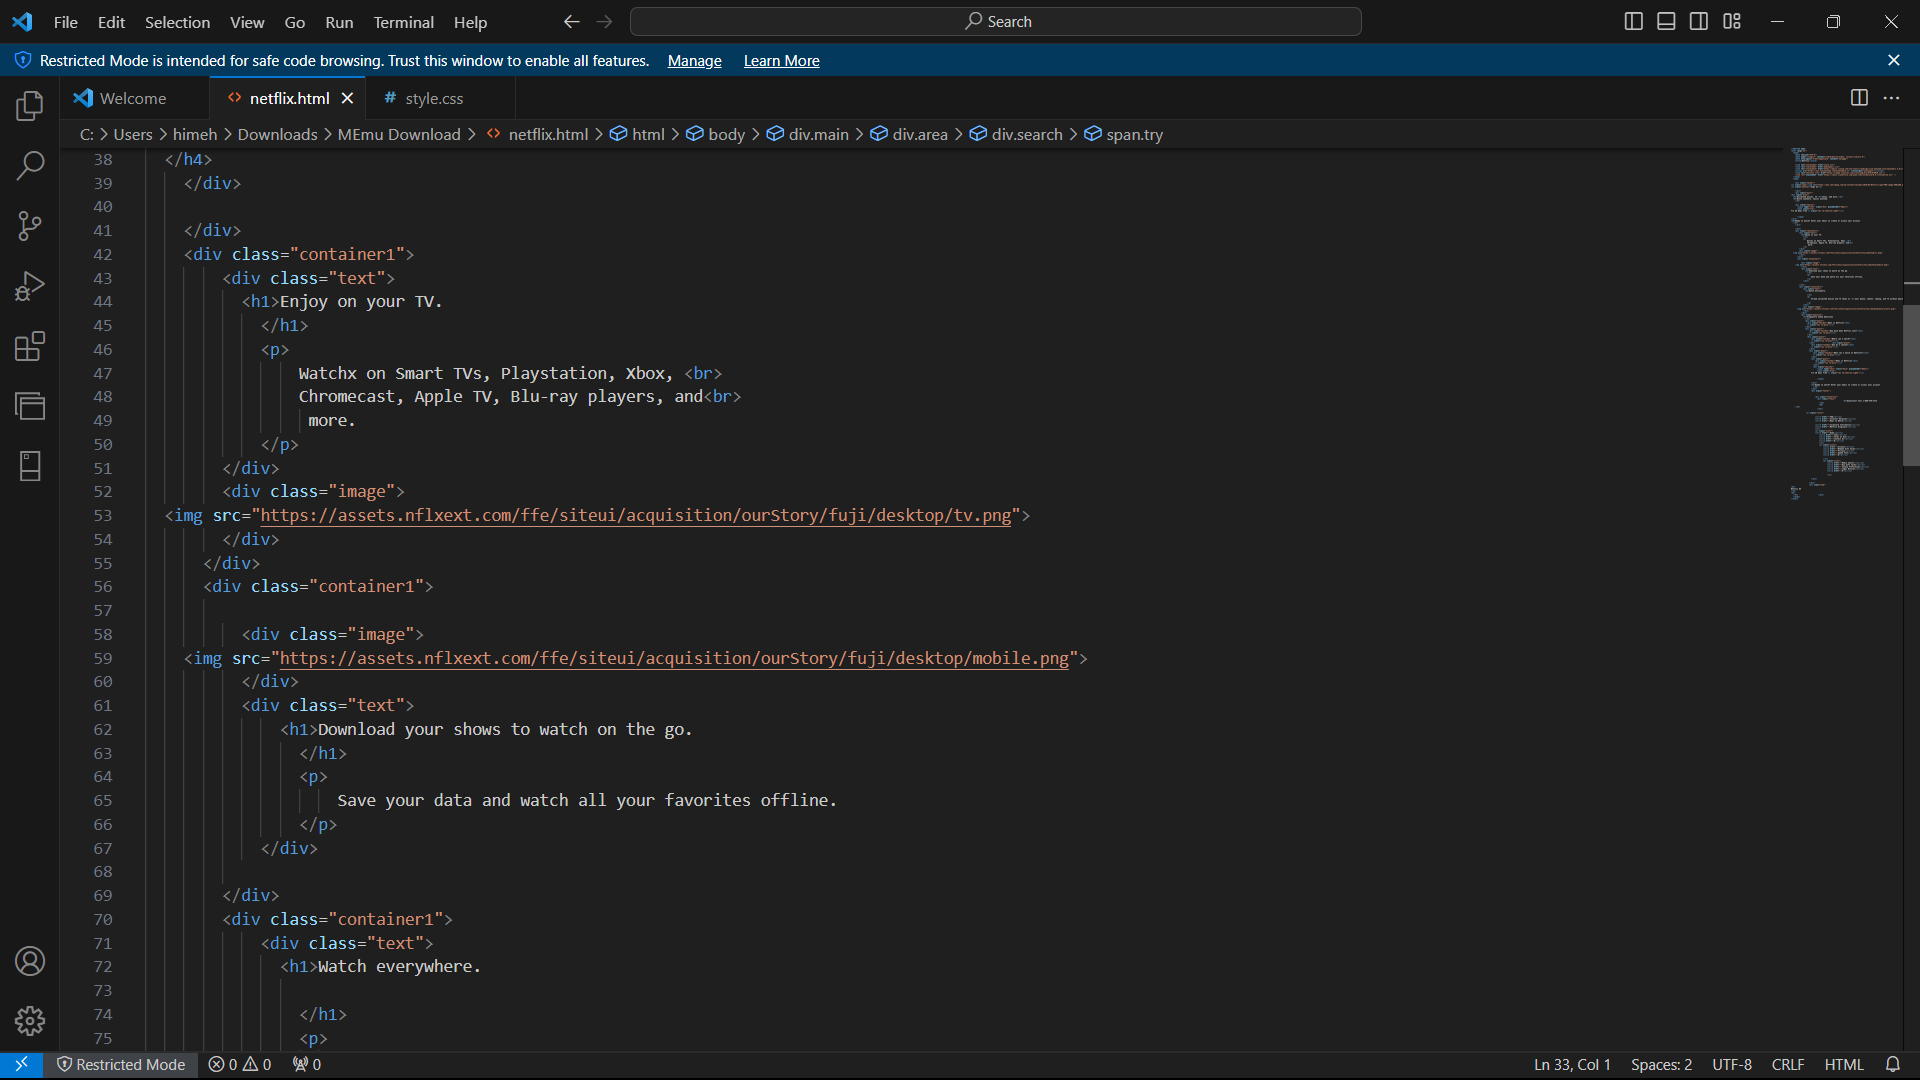 File Edit Selection View Go Run Terminal Help Search
Restricted Mode is intended for safe code browsing. Trust this window to enable all features. Manage Learn More
Welcome netflix.html style.css
C: > Users > himeh > Downloads > MEmu Download > netflix.html > html > body > div.main > div.area > div.search > span.try
38 </h4>
39 </div>
40
41 </div>
42 <div class="container1">
43 <div class="text">
44 <h1>Enjoy on your TV.
45 </h1>
46 <p>
47 Watchx on Smart TVs, Playstation, Xbox, <br>
48 Chromecast, Apple TV, Blu-ray players, and<br>
49 more.
50 </p>
51 </div>
52 <div class="image">
53 <img src="https://assets.nflxext.com/ffe/siteui/acquisition/ourStory/fuji/desktop/tv.png">
54 </div>
55 </div>
56 <div class="container1">
57
58 <div class="image">
59 <img src="https://assets.nflxext.com/ffe/siteui/acquisition/ourStory/fuji/desktop/mobile.png">
60 </div>
61 <div class="text">
62 <h1>Download your shows to watch on the go.
63 </h1>
64 <p>
65 Save your data and watch all your favorites offline.
66 </p>
67 </div>
68
69 </div>
70 <div class="container1">
71 <div class="text">
72 <h1>Watch everywhere.
73
74 </h1>
75 <p>
Restricted Mode 0 0 0 Ln 33, Col 1 Spaces: 2 UTF-8 CRLF HTML